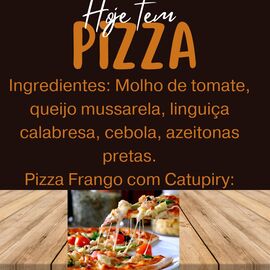 Hoje tem
PIZZA
Ingredientes: Molho de tomate,
queijo mussarela, linguiça
calabresa, cebola, azeitonas
pretas.
Pizza Frango com Catupiry: